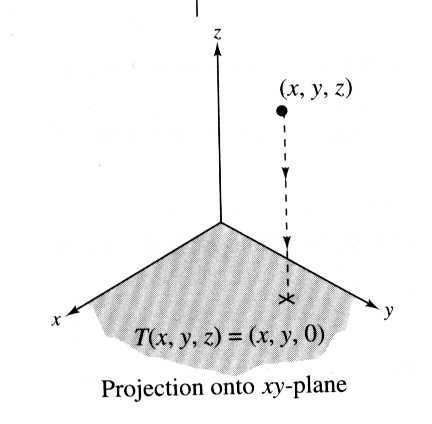 z
(x, y, z)
x
y
T(x, y, z) = (x, y, 0)
Projection onto xy-plane